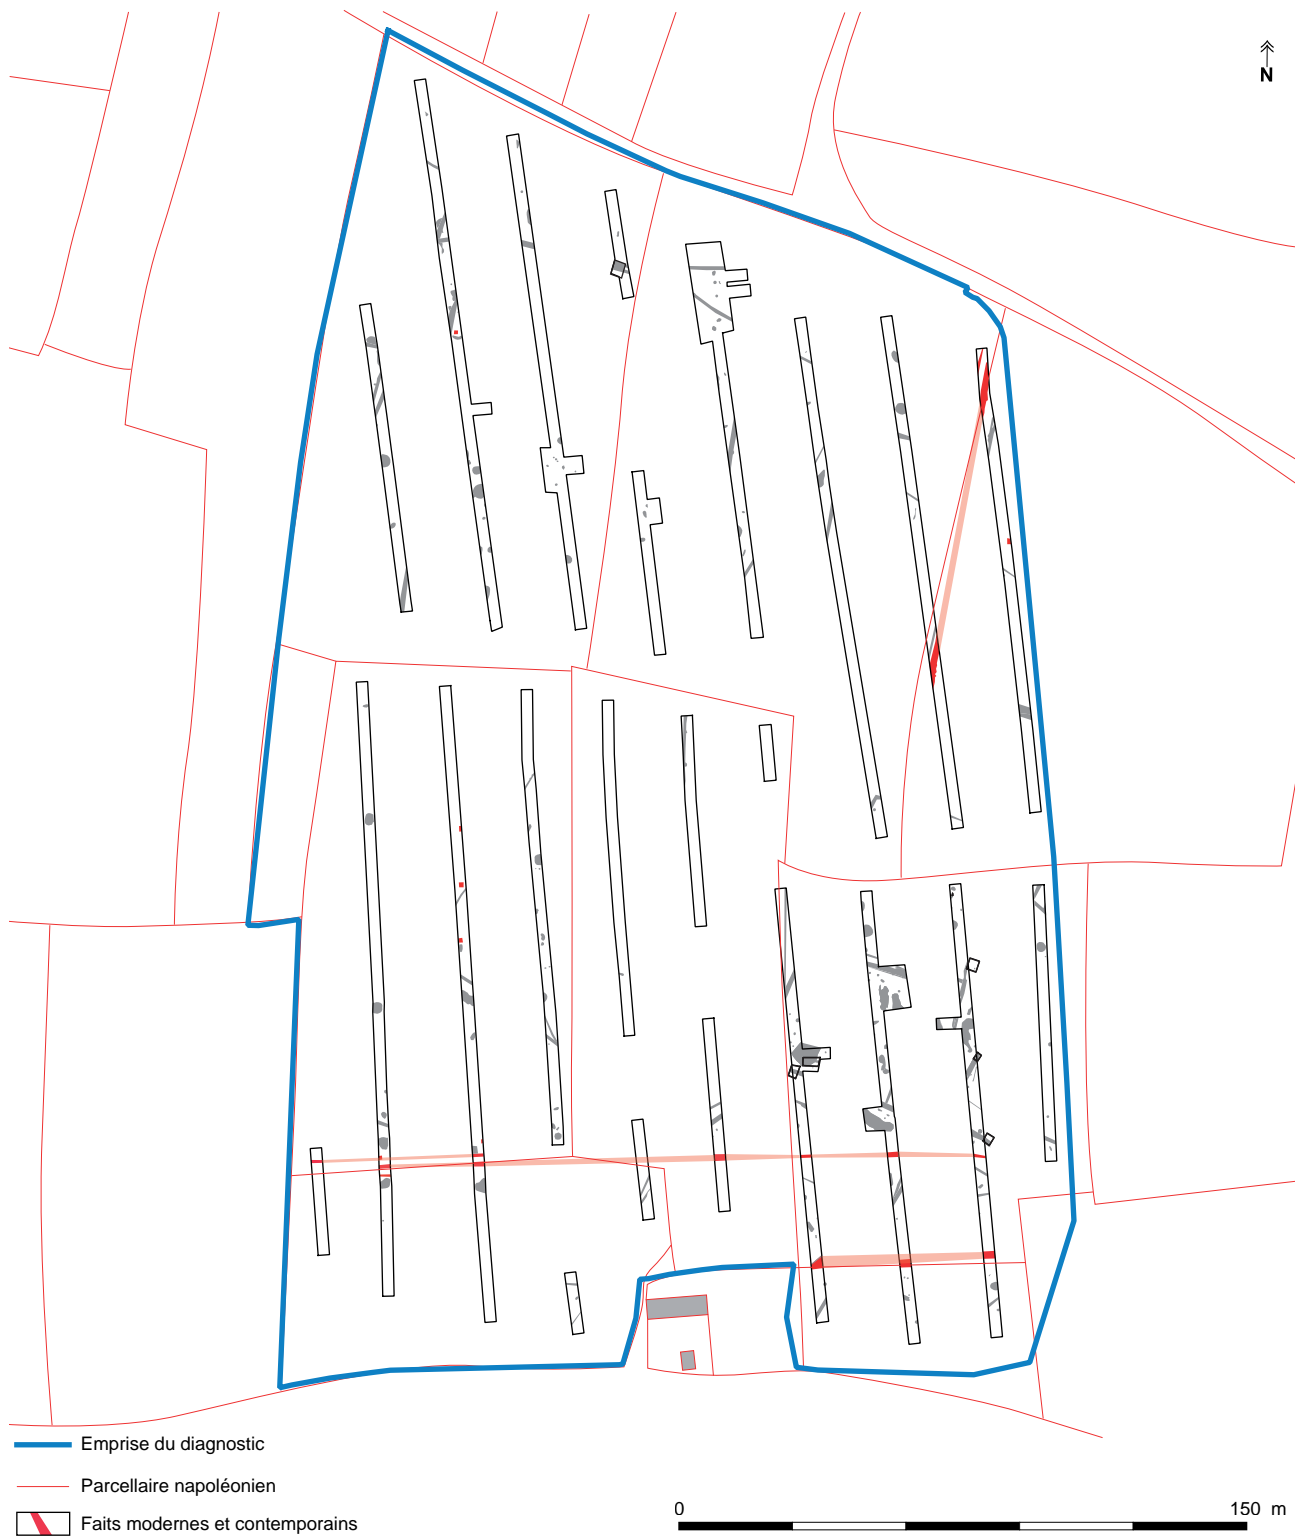 N
Emprise du diagnostic
Parcellaire napoléonien
Faits modernes et contemporains
0 150 m